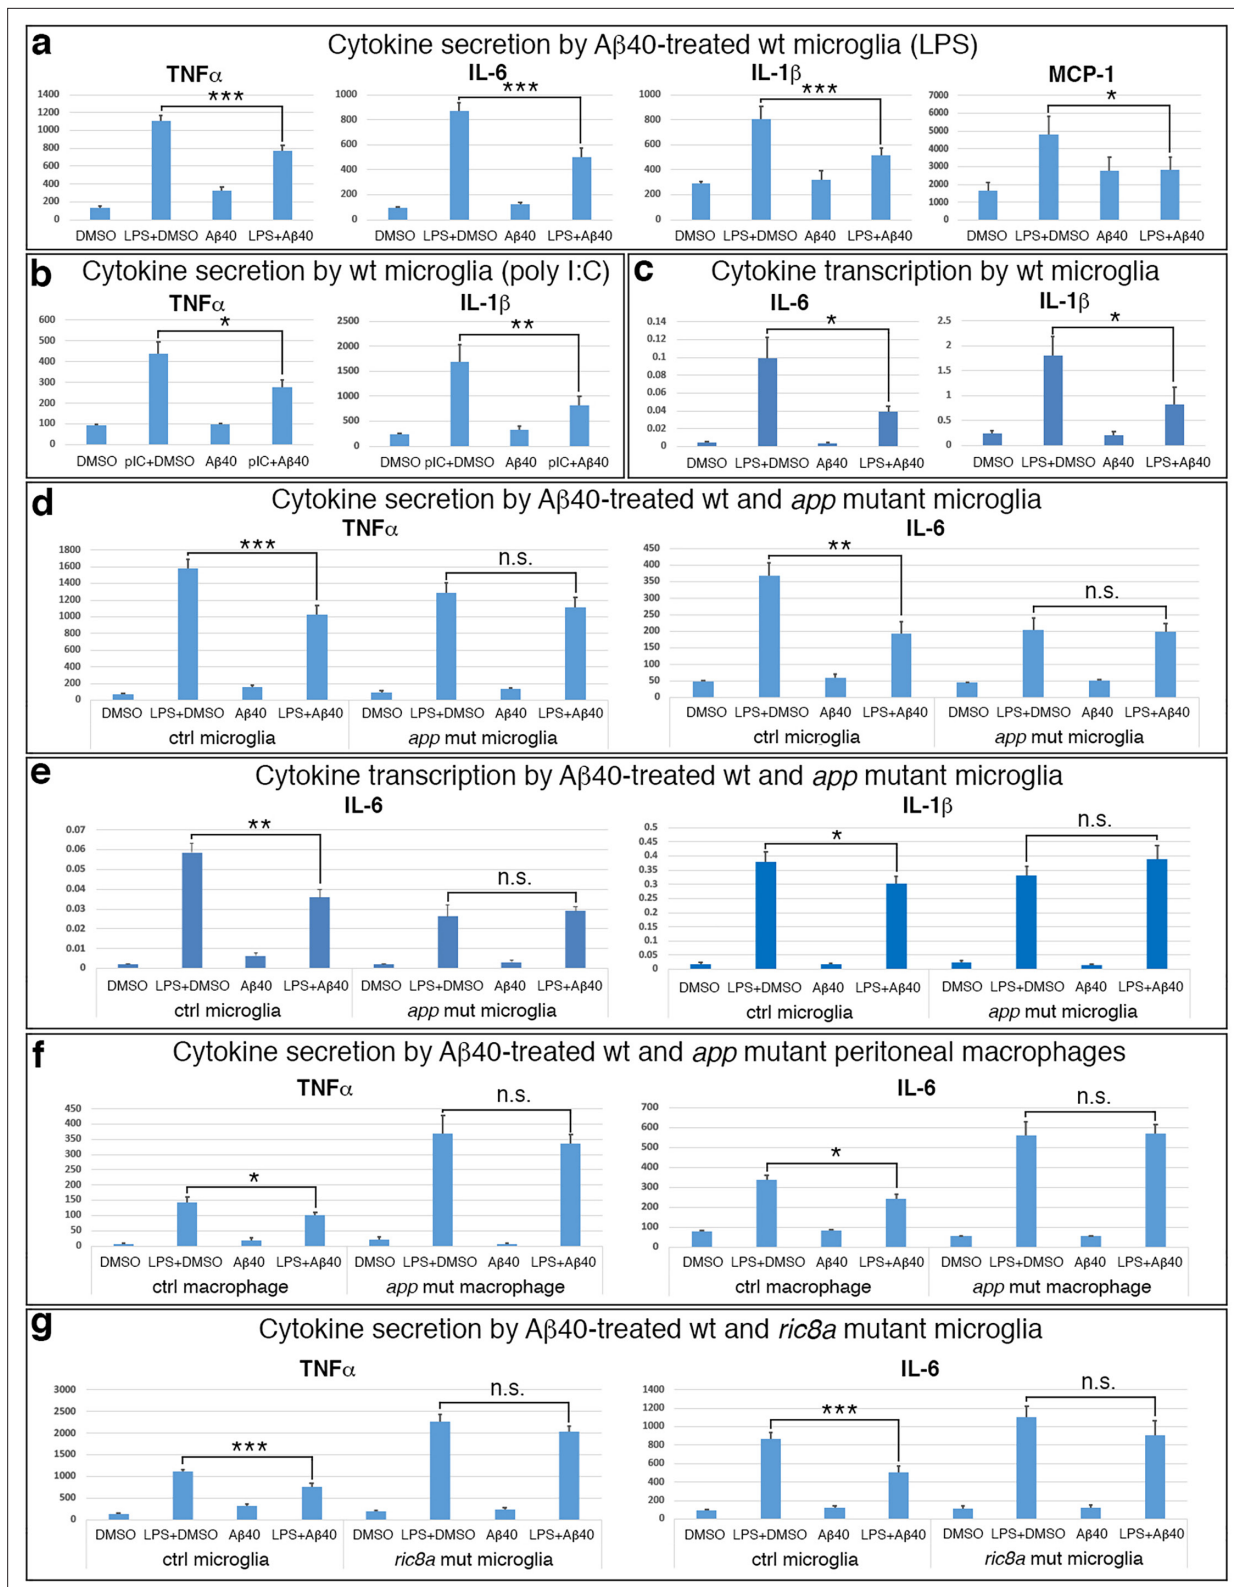 a Cytokine secretion by Aβ40-treated wt microglia (LPS)
TNFα
1400
1200
1000
800
600
400
200
0
***
DMSO LPS+DMSO Aβ40 LPS+Aβ40
IL-6
1000
800
600
400
200
0
***
DMSO LPS+DMSO Aβ40 LPS+Aβ40
IL-1β
1000
800
600
400
200
0
***
DMSO LPS+DMSO Aβ40 LPS+Aβ40
MCP-1
7000
6000
5000
4000
3000
2000
1000
0
*
DMSO LPS+DMSO Aβ40 LPS+Aβ40
b Cytokine secretion by wt microglia (poly I:C)
TNFα
600
500
400
300
200
100
0
*
DMSO pIC+DMSO Aβ40 pIC+Aβ40
IL-1β
2500
2000
1500
1000
500
0
**
DMSO pIC+DMSO Aβ40 pIC+Aβ40
c Cytokine transcription by wt microglia
IL-6
0.14
0.12
0.1
0.08
0.06
0.04
0.02
0
*
DMSO LPS+DMSO Aβ40 LPS+Aβ40
IL-1β
2.5
2
1.5
1
0.5
0
*
DMSO LPS+DMSO Aβ40 LPS+Aβ40
d Cytokine secretion by Aβ40-treated wt and app mutant microglia
TNFα
1800
1600
1400
1200
1000
800
600
400
200
0
***
n.s.
DMSO LPS+DMSO Aβ40 LPS+Aβ40 DMSO LPS+DMSO Aβ40 LPS+Aβ40
ctrl microglia app mut microglia
IL-6
450
400
350
300
250
200
150
100
50
0
**
n.s.
DMSO LPS+DMSO Aβ40 LPS+Aβ40 DMSO LPS+DMSO Aβ40 LPS+Aβ40
ctrl microglia app mut microglia
e Cytokine transcription by Aβ40-treated wt and app mutant microglia
IL-6
0.07
0.06
0.05
0.04
0.03
0.02
0.01
0
**
n.s.
DMSO LPS+DMSO Aβ40 LPS+Aβ40 DMSO LPS+DMSO Aβ40 LPS+Aβ40
ctrl microglia app mut microglia
IL-1β
0.5
0.45
0.4
0.35
0.3
0.25
0.2
0.15
0.1
0.05
0
*
n.s.
DMSO LPS+DMSO Aβ40 LPS+Aβ40 DMSO LPS+DMSO Aβ40 LPS+Aβ40
ctrl microglia app mut microglia
f Cytokine secretion by Aβ40-treated wt and app mutant peritoneal macrophages
TNFα
450
400
350
300
250
200
150
100
50
0
*
n.s.
DMSO LPS+DMSO Aβ40 LPS+Aβ40 DMSO LPS+DMSO Aβ40 LPS+Aβ40
ctrl macrophage app mut macrophage
IL-6
700
600
500
400
300
200
100
0
*
n.s.
DMSO LPS+DMSO Aβ40 LPS+Aβ40 DMSO LPS+DMSO Aβ40 LPS+Aβ40
ctrl macrophage app mut macrophage
g Cytokine secretion by Aβ40-treated wt and ric8a mutant microglia
TNFα
3000
2500
2000
1500
1000
500
0
***
n.s.
DMSO LPS+DMSO Aβ40 LPS+Aβ40 DMSO LPS+DMSO Aβ40 LPS+Aβ40
ctrl microglia ric8a mut microglia
IL-6
1400
1200
1000
800
600
400
200
0
***
n.s.
DMSO LPS+DMSO Aβ40 LPS+Aβ40 DMSO LPS+DMSO Aβ40 LPS+Aβ40
ctrl microglia ric8a mut microglia